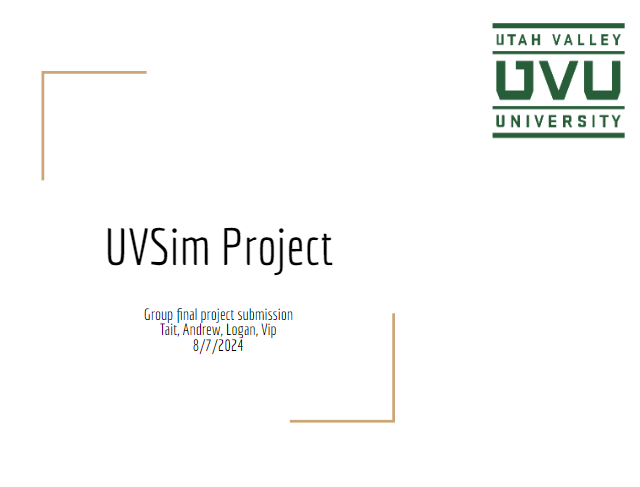 UTAH VALLEY
UVU
UNIVERSITY
UVSim Project
Group final project submission
Tait, Andrew, Logan, Vip
8/7/2024